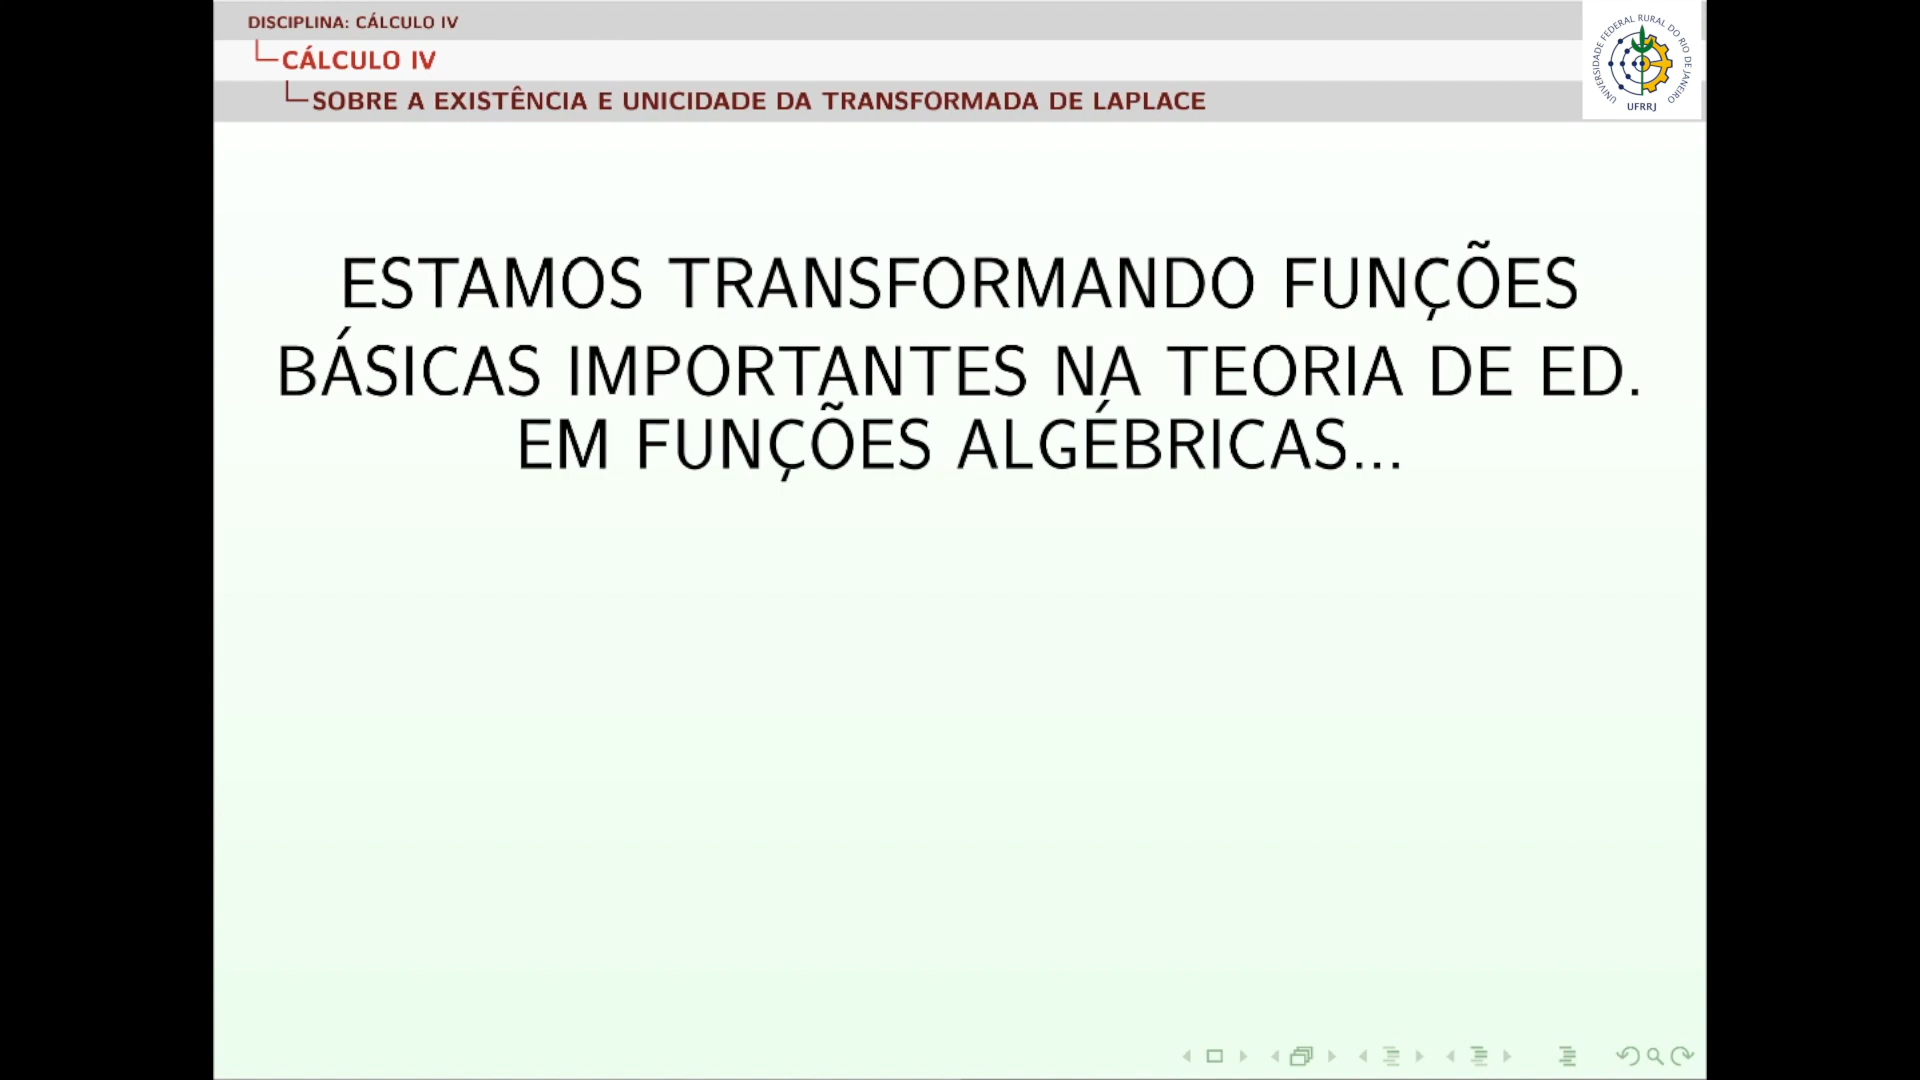 DISCIPLINA: CÁLCULO IV
CÁLCULO IV
SOBRE A EXISTÊNCIA E UNICIDADE DA TRANSFORMADA DE LAPLACE
UNIVERSIDADE FEDERAL RURAL DO RIO DE JANEIRO
UFRRJ
ESTAMOS TRANSFORMANDO FUNÇÕES
BÁSICAS IMPORTANTES NA TEORIA DE ED.
EM FUNÇÕES ALGÉBRICAS...